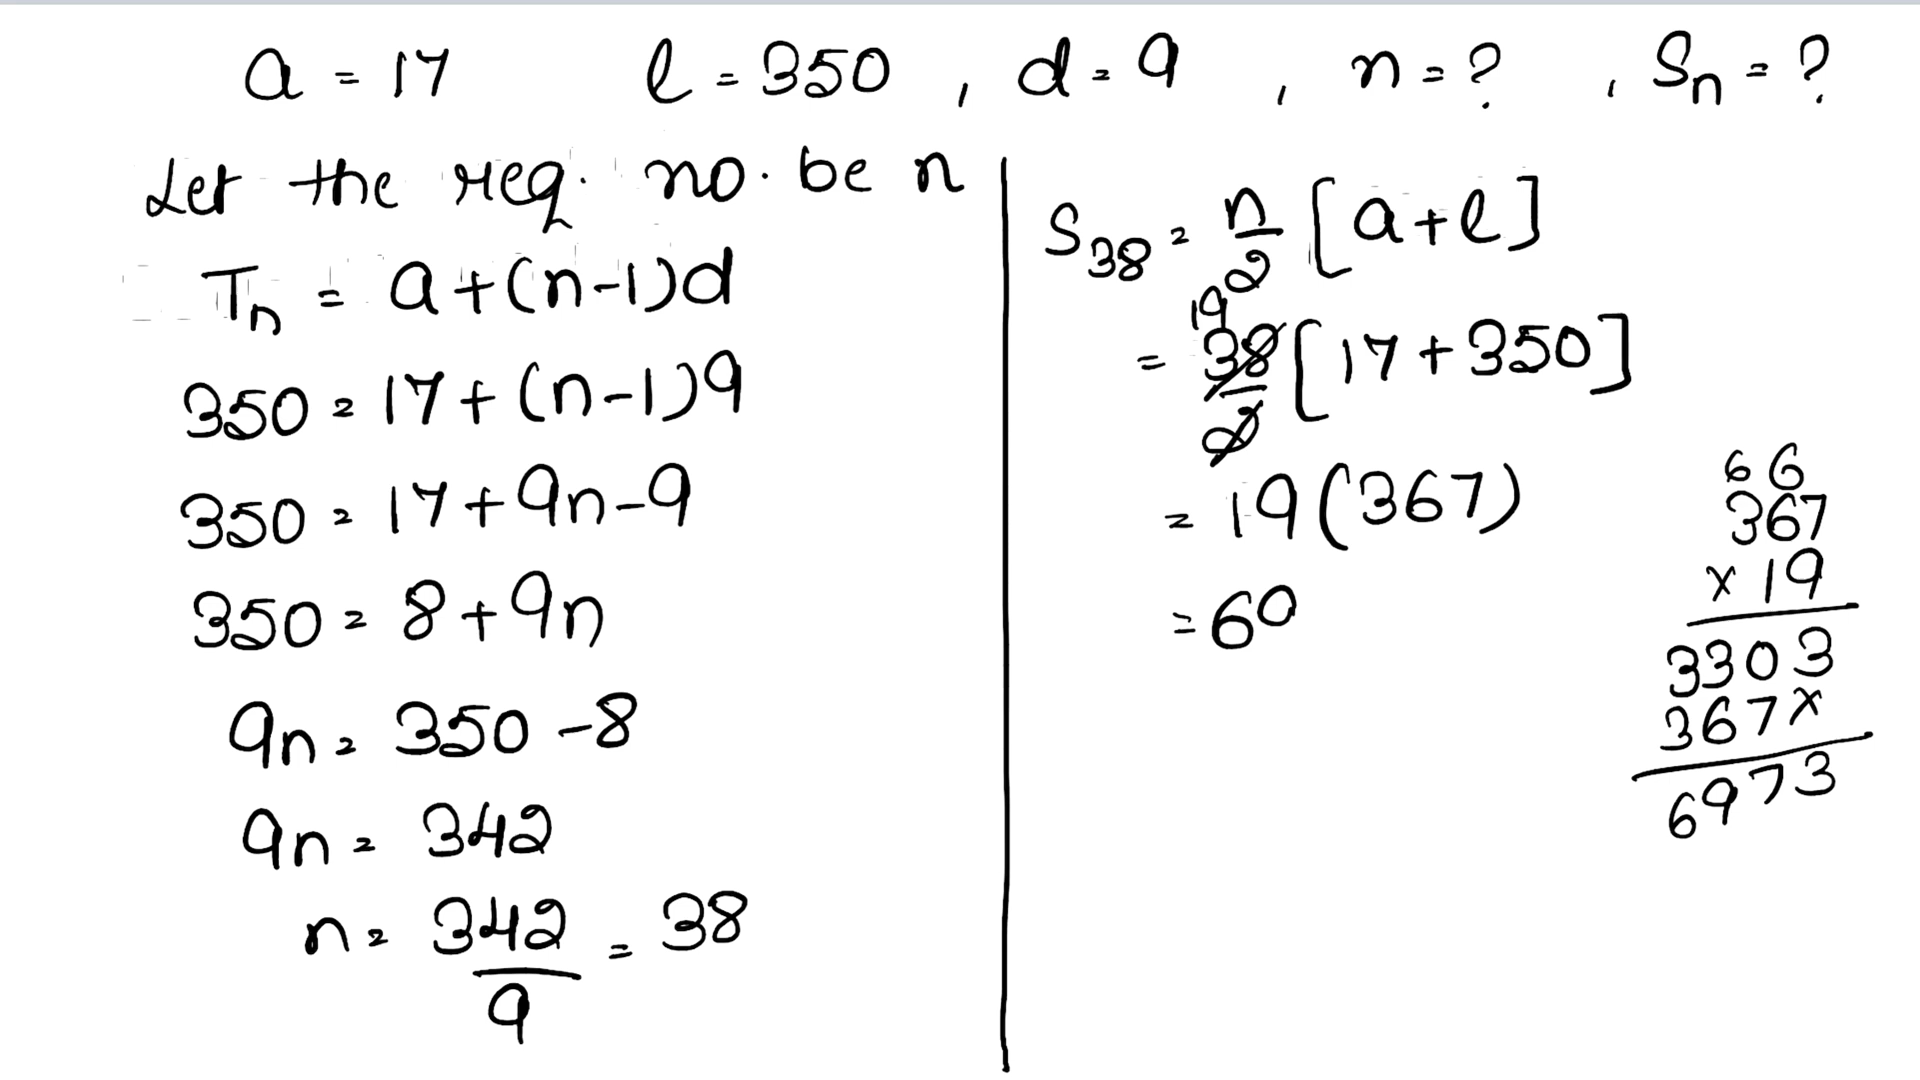 a = 17 l = 350 , d = 9 , n = ? , Sn = ?
Let the req. no. be n
Tn = a + (n-1)d
350 = 17 + (n-1)9
350 = 17 + 9n - 9
350 = 8 + 9n
9n = 350 - 8
9n = 342
n = 342/9 = 38
S38 = n/2 [a + l]
19
= 38/2 [17 + 350]
= 19(367)
= 60
6 6
367
x 19
3303
367x
6973